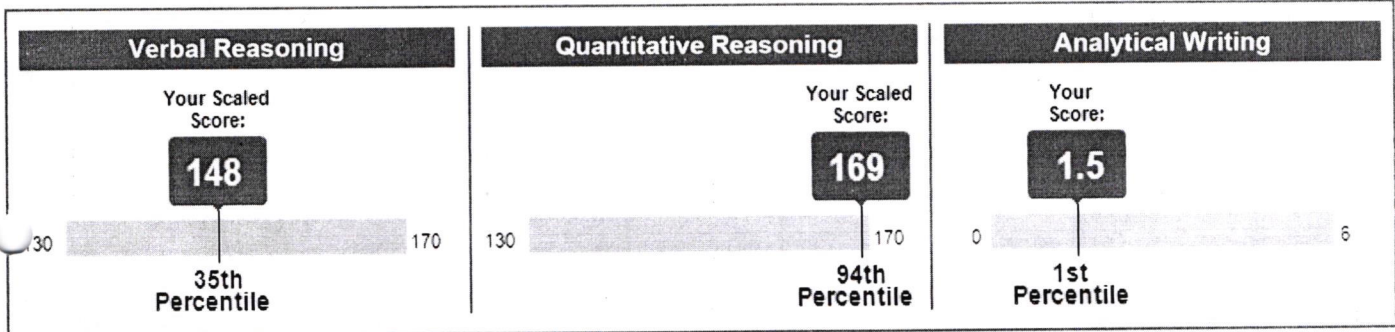 Verbal Reasoning
Your Scaled
Score:
148
30
170
35th
Percentile
Quantitative Reasoning
Your Scaled
Score:
169
130
170
94th
Percentile
Analytical Writing
Your
Score:
1.5
0
6
1st
Percentile